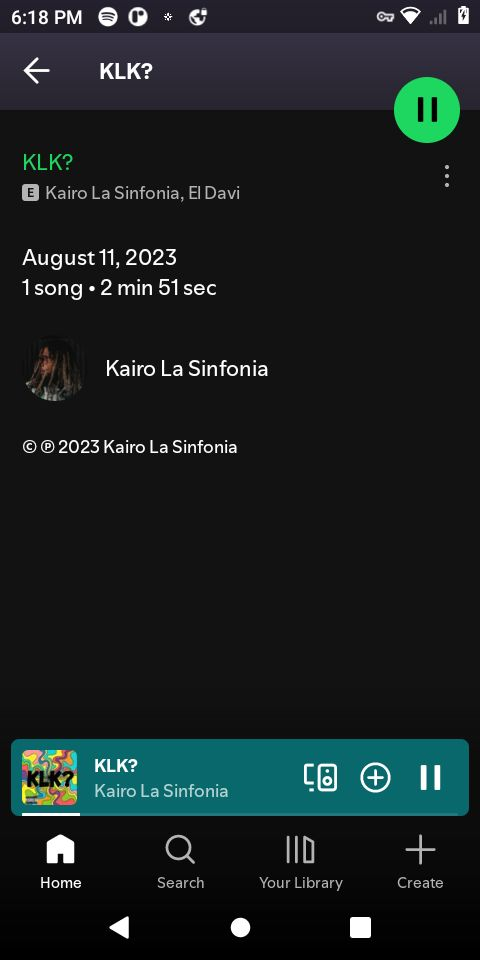 6:18 PM
KLK?
KLK?
E Kairo La Sinfonia, El Davi
August 11, 2023
1 song • 2 min 51 sec
Kairo La Sinfonia
© ℗ 2023 Kairo La Sinfonia
KLK?
KLK?
Kairo La Sinfonia
Home
Search
Your Library
Create